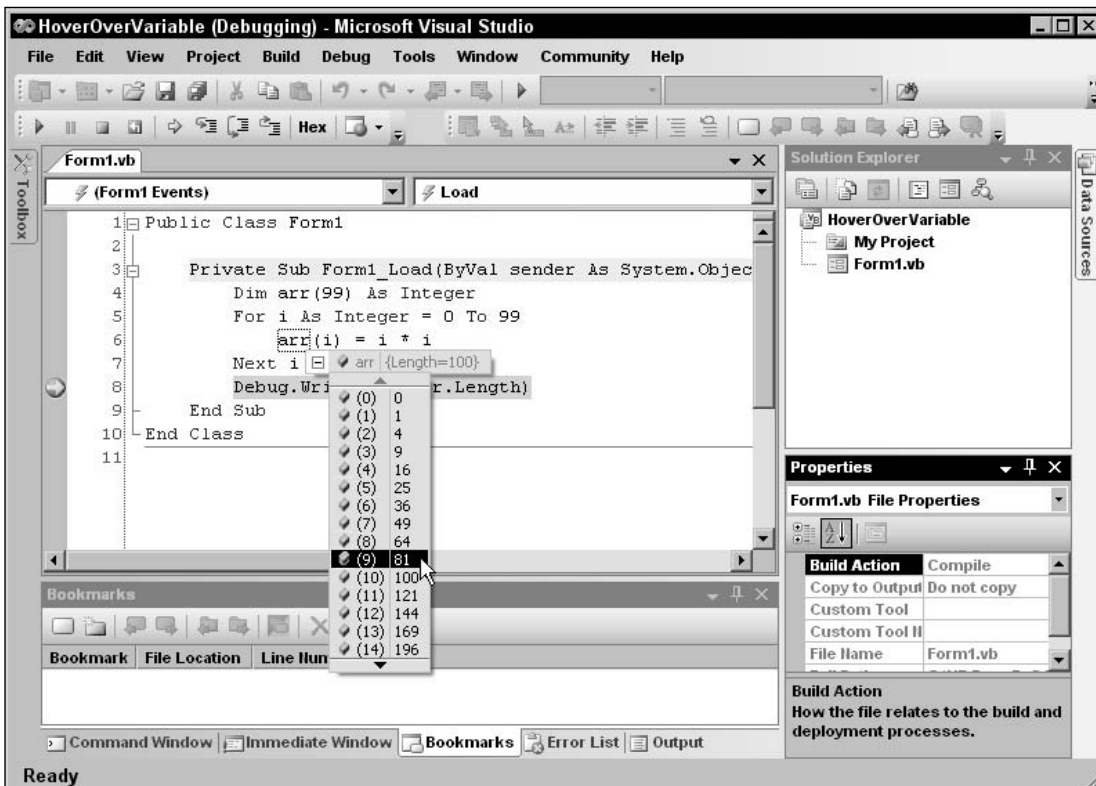 HoverOverVariable (Debugging) - Microsoft Visual Studio
File Edit View Project Build Debug Tools Window Community Help
Hex
Toolbox
Form1.vb
(Form1 Events) Load
1 Public Class Form1
2
3 Private Sub Form1_Load(ByVal sender As System.Objec
4 Dim arr(99) As Integer
5 For i As Integer = 0 To 99
6 arr(i) = i * i
7 Next i arr {Length=100}
8 Debug.Wri r.Length)
9 End Sub
10 End Class
11
(0) 0
(1) 1
(2) 4
(3) 9
(4) 16
(5) 25
(6) 36
(7) 49
(8) 64
(9) 81
(10) 100
(11) 121
(12) 144
(13) 169
(14) 196
Bookmarks
Bookmark File Location Line Num
Command Window Immediate Window Bookmarks Error List Output
Ready
Solution Explorer
HoverOverVariable
My Project
Form1.vb
Data Sources
Properties
Form1.vb File Properties
Build Action Compile
Copy to Output Do not copy
Custom Tool
Custom Tool N
File Name Form1.vb
Build Action
How the file relates to the build and
deployment processes.